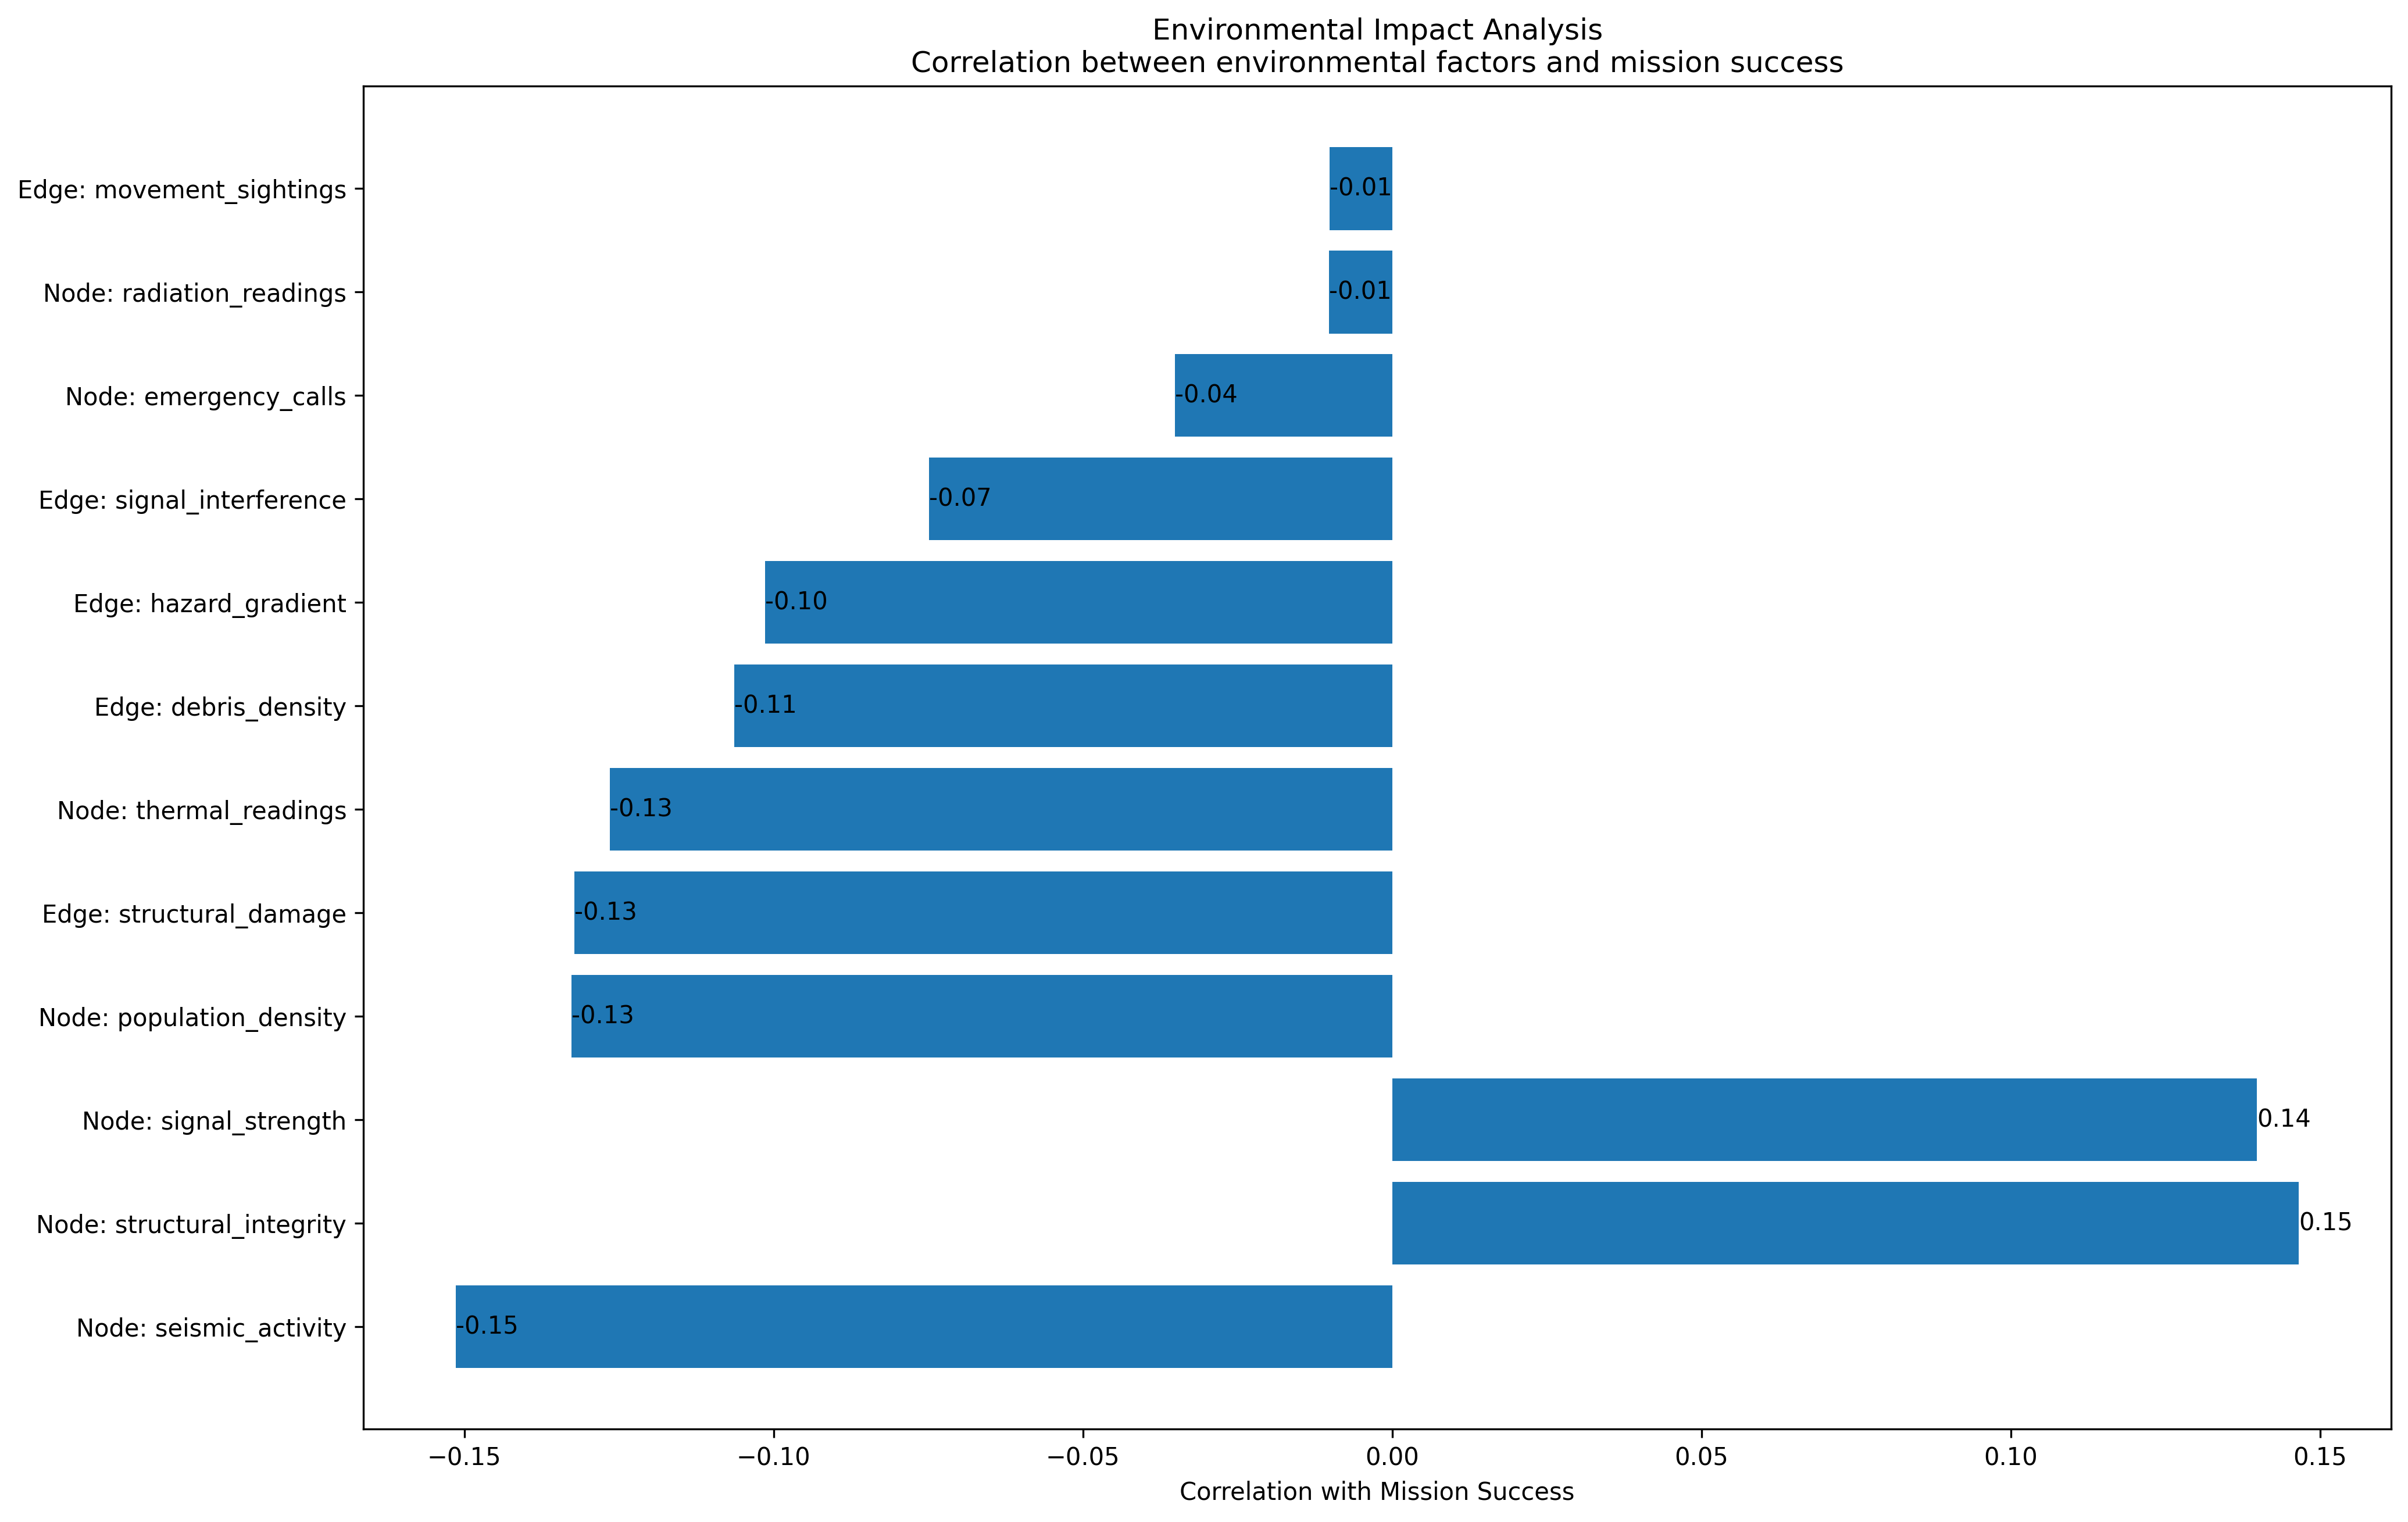 Environmental Impact Analysis
Correlation between environmental factors and mission success
Edge: movement_sightings
-0.01
Node: radiation_readings
-0.01
Node: emergency_calls
-0.04
Edge: signal_interference
-0.07
Edge: hazard_gradient
-0.10
Edge: debris_density
-0.11
Node: thermal_readings
-0.13
Edge: structural_damage
-0.13
Node: population_density
-0.13
Node: signal_strength
0.14
Node: structural_integrity
0.15
Node: seismic_activity
-0.15
−0.15 −0.10 −0.05 0.00 0.05 0.10 0.15
Correlation with Mission Success